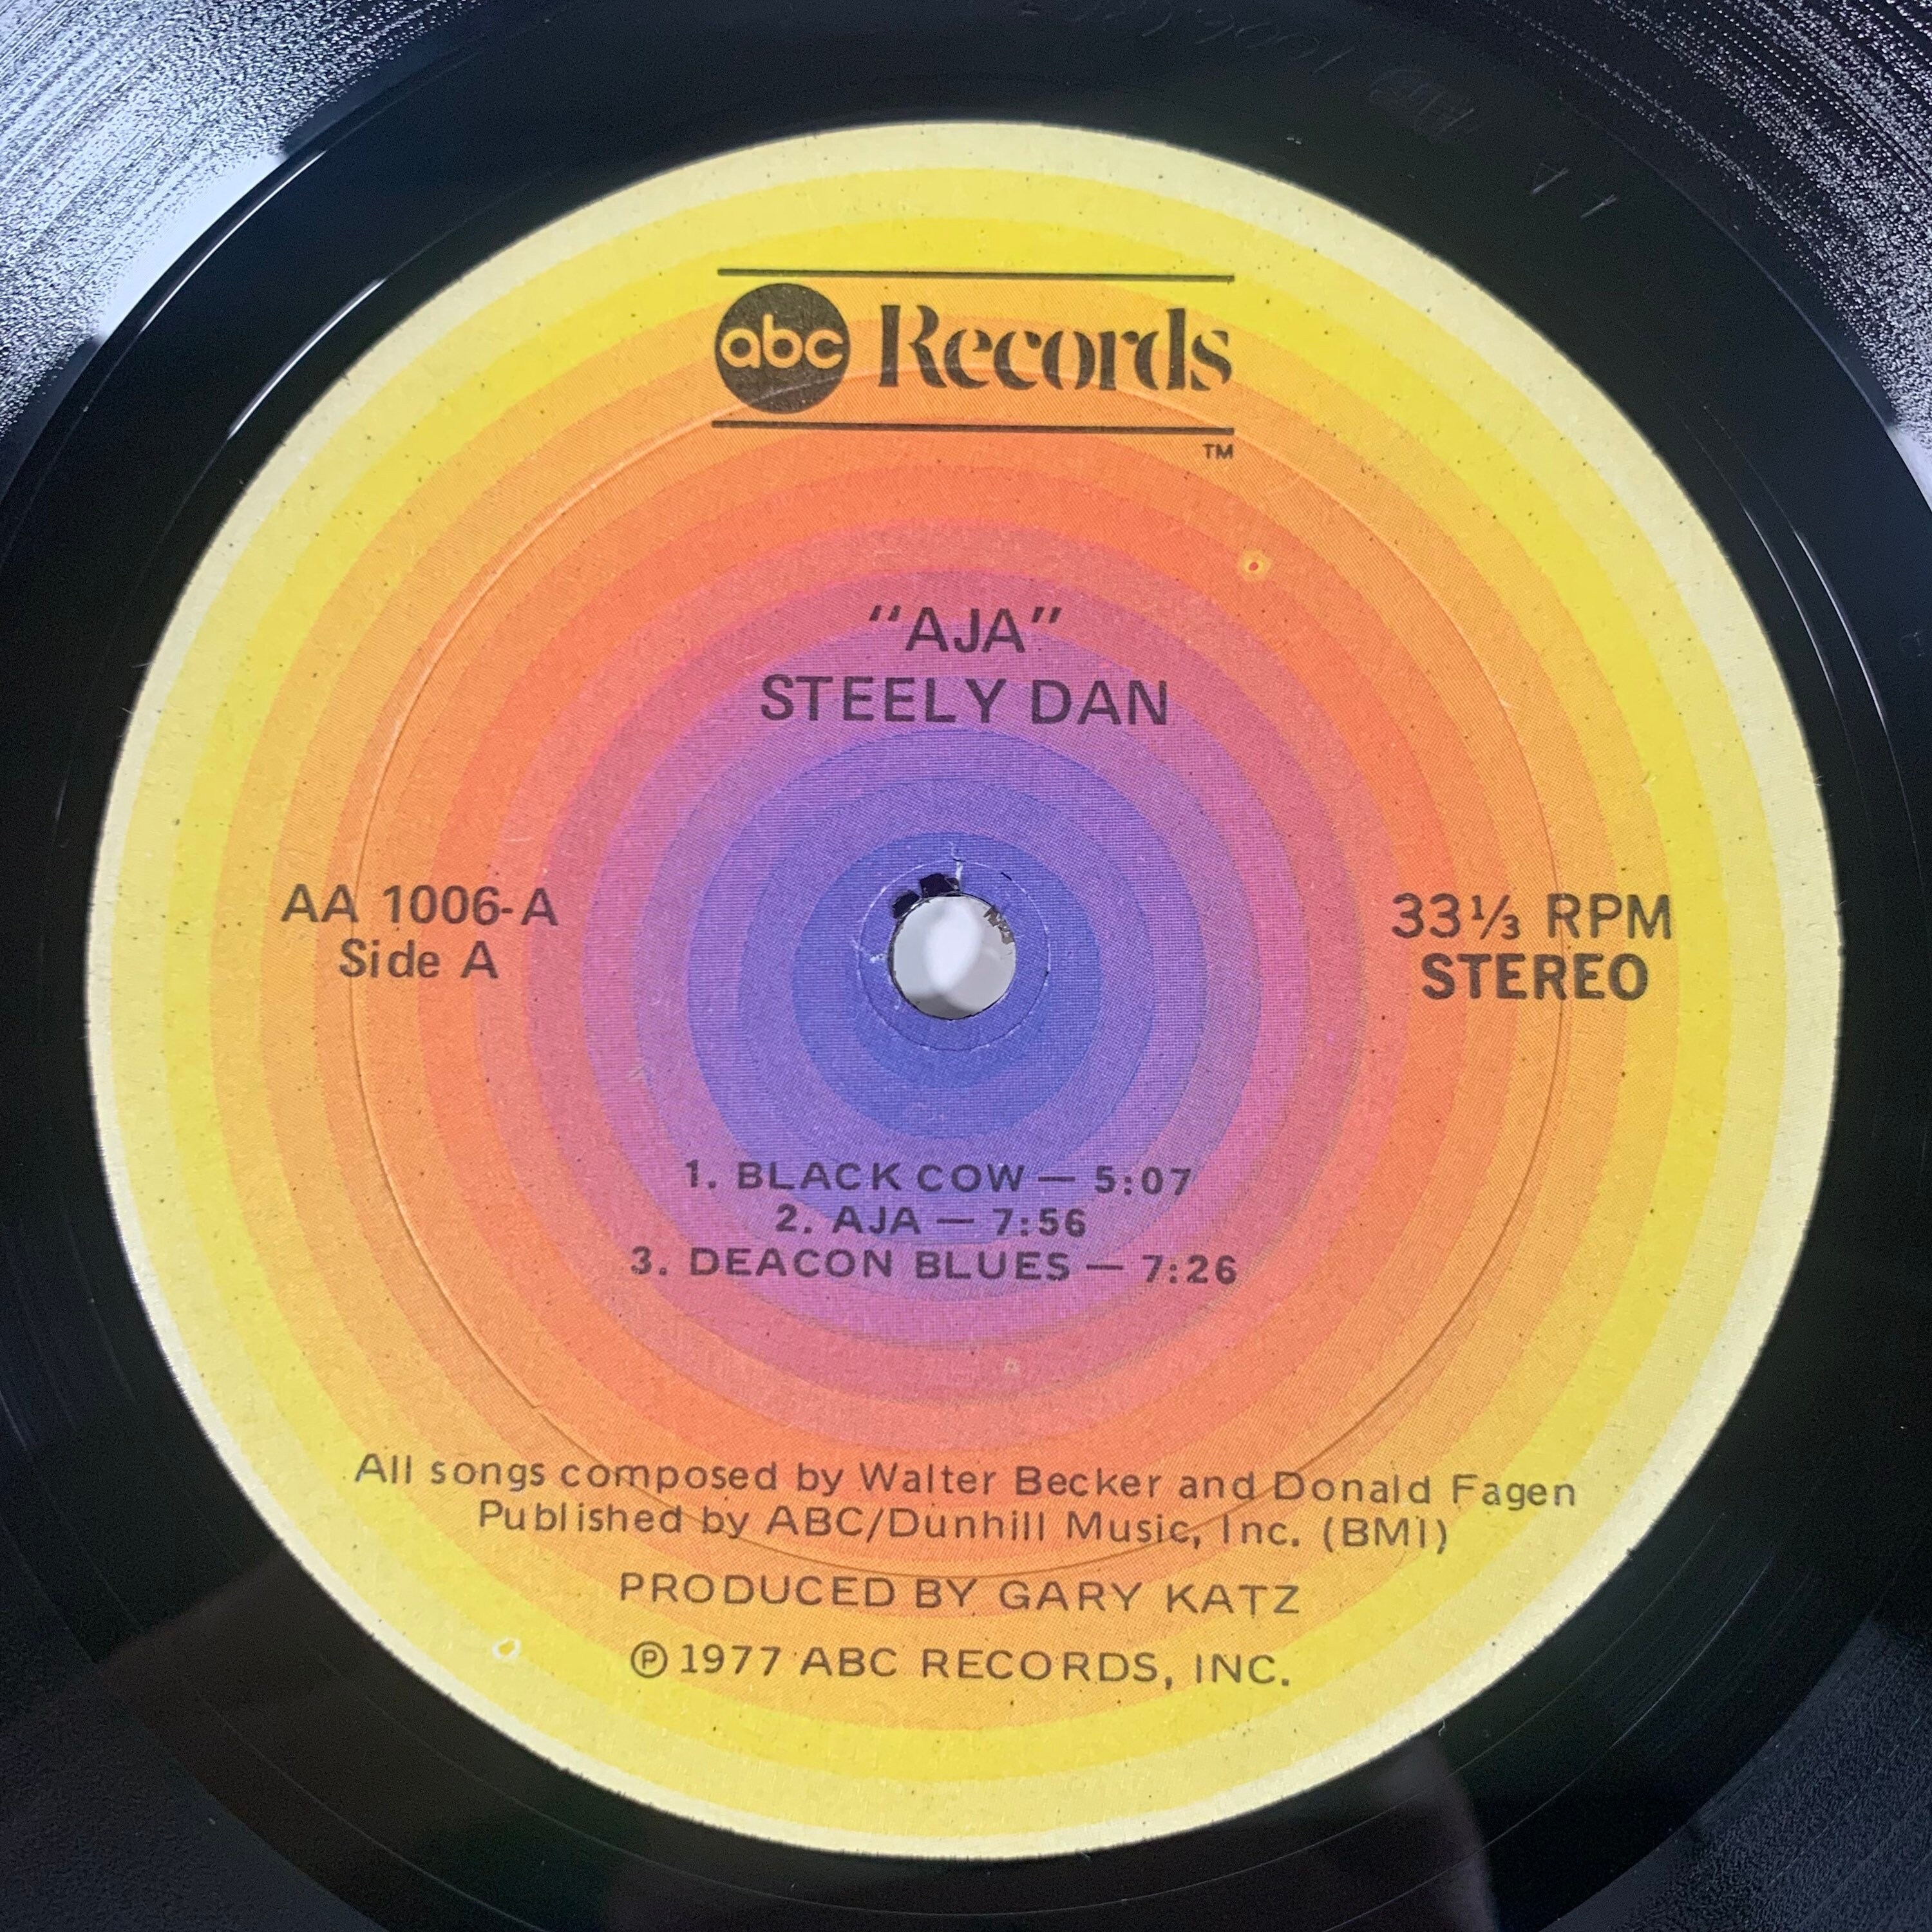 abc Records
TM
"AJA"
STEELY DAN
AA 1006-A
Side A
33⅓ RPM
STEREO
1. BLACK COW — 5:07
2. AJA — 7:56
3. DEACON BLUES — 7:26
All songs composed by Walter Becker and Donald Fagen
Published by ABC/Dunhill Music, Inc. (BMI)
PRODUCED BY GARY KATZ
Ⓟ 1977 ABC RECORDS, INC.